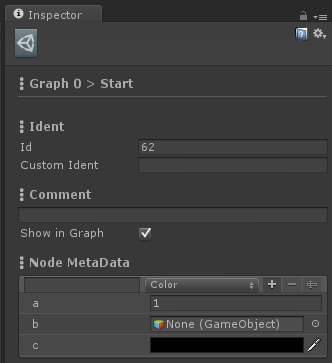 Inspector
Graph 0 > Start
Ident
Id 62
Custom Ident
Comment
Show in Graph
Node MetaData
Color
a 1
b None (GameObject)
c